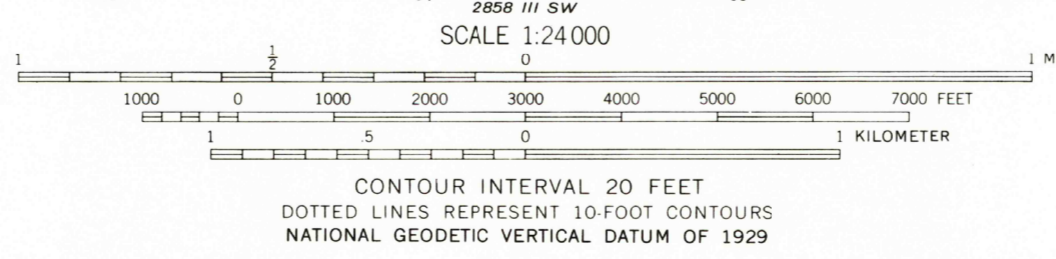 2858 III SW
SCALE 1:24 000
1 ½ 0 1 M
1000 0 1000 2000 3000 4000 5000 6000 7000 FEET
1 .5 0 1 KILOMETER
CONTOUR INTERVAL 20 FEET
DOTTED LINES REPRESENT 10-FOOT CONTOURS
NATIONAL GEODETIC VERTICAL DATUM OF 1929